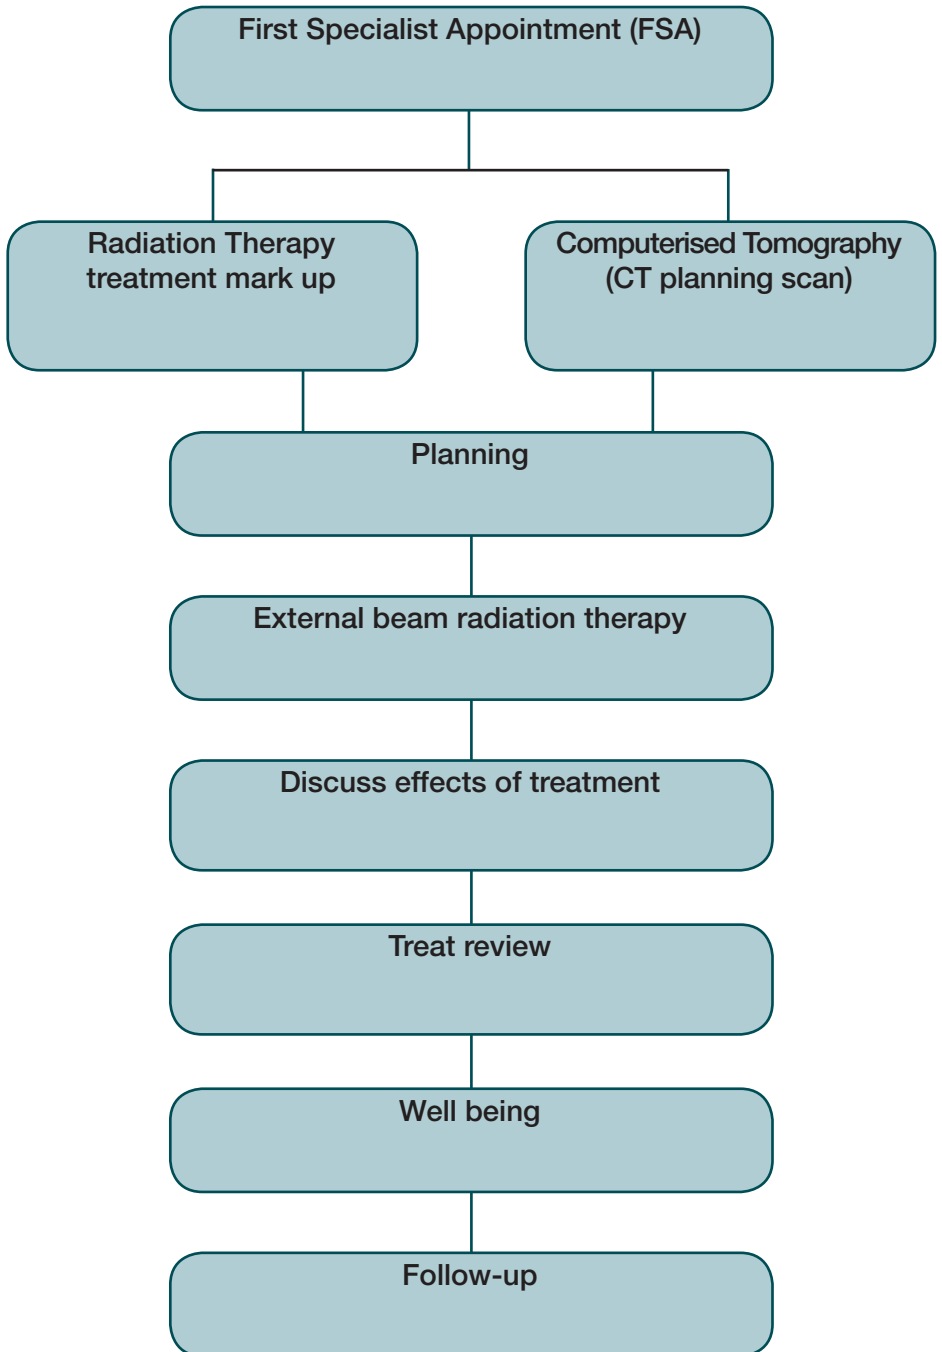 First Specialist Appointment (FSA)
Radiation Therapy
treatment mark up
Computerised Tomography
(CT planning scan)
Planning
External beam radiation therapy
Discuss effects of treatment
Treat review
Well being
Follow-up